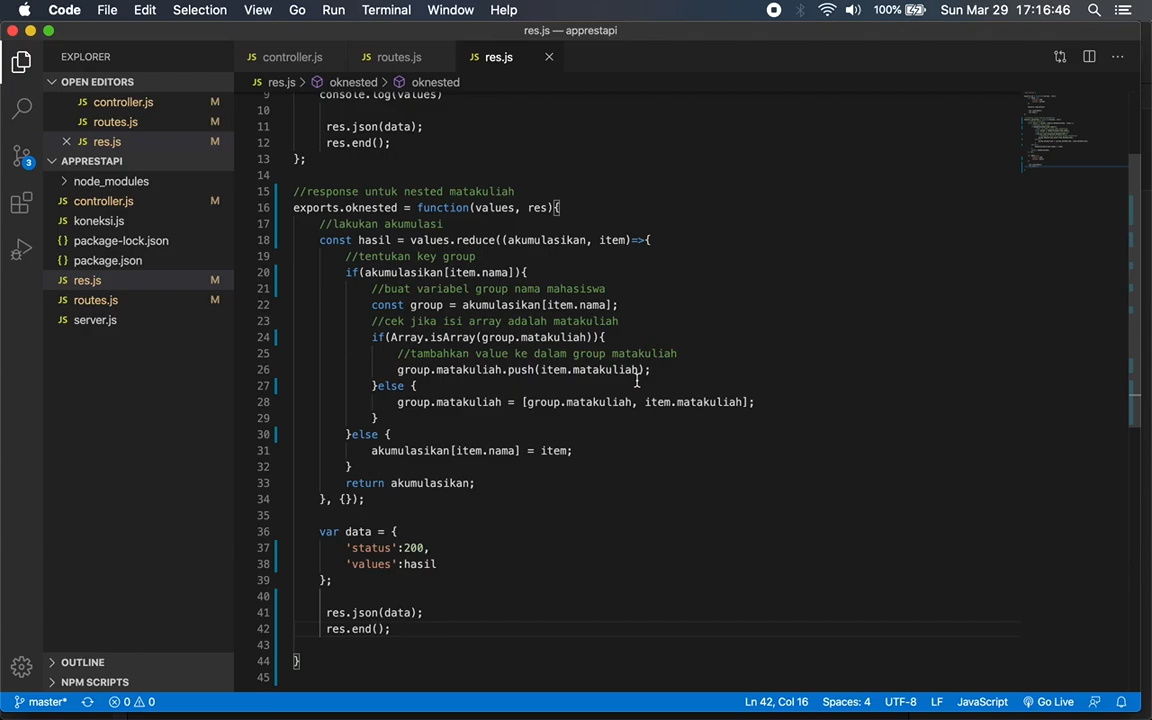 Code File Edit Selection View Go Run Terminal Window Help 100% Sun Mar 29 17:16:46
res.js — apprestapi
EXPLORER
JS controller.js
JS routes.js
JS res.js
OPEN EDITORS
JS controller.js M
JS routes.js M
JS res.js M
APPRESTAPI
node_modules
JS controller.js M
JS koneksi.js
{} package-lock.json
{} package.json
JS res.js M
JS routes.js M
JS server.js
OUTLINE
NPM SCRIPTS
3
JS res.js > oknested > oknested
9 console.log(values)
10
11 res.json(data);
12 res.end();
13 };
14
15 //response untuk nested matakuliah
16 exports.oknested = function(values, res){
17 //lakukan akumulasi
18 const hasil = values.reduce((akumulasikan, item)=>{
19 //tentukan key group
20 if(akumulasikan[item.nama]){
21 //buat variabel group nama mahasiswa
22 const group = akumulasikan[item.nama];
23 //cek jika isi array adalah matakuliah
24 if(Array.isArray(group.matakuliah)){
25 //tambahkan value ke dalam group matakuliah
26 group.matakuliah.push(item.matakuliah);
27 }else {
28 group.matakuliah = [group.matakuliah, item.matakuliah];
29 }
30 }else {
31 akumulasikan[item.nama] = item;
32 }
33 return akumulasikan;
34 }, {});
35
36 var data = {
37 'status':200,
38 'values':hasil
39 };
40
41 res.json(data);
42 res.end();
43
44 }
45
master* 0 0 Ln 42, Col 16 Spaces: 4 UTF-8 LF JavaScript Go Live